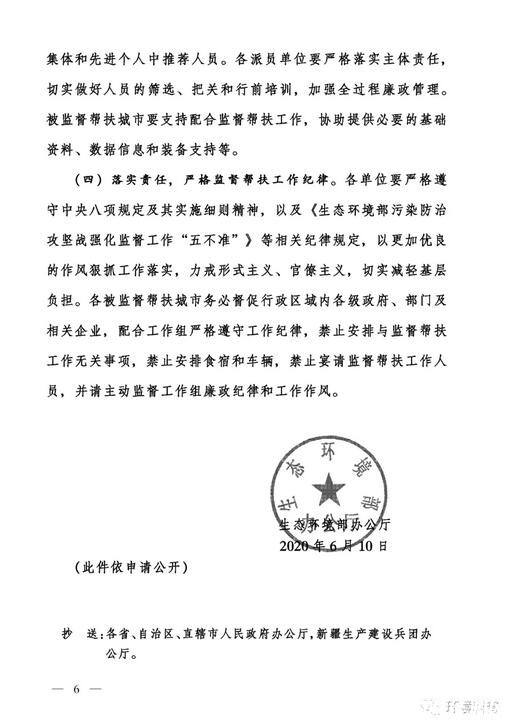 集体和先进个人中推荐人员。各派员单位要严格落实主体责任，
切实做好人员的筛选、把关和行前培训，加强全过程廉政管理。
被监督帮扶城市要支持配合监督帮扶工作，协助提供必要的基础
资料、数据信息和装备支持等。
（四）落实责任，严格监督帮扶工作纪律。各单位要严格遵
守中央八项规定及其实施细则精神，以及《生态环境部污染防治
攻坚战强化监督工作“五不准”》等相关纪律规定，以更加优良
的作风狠抓工作落实，力戒形式主义、官僚主义，切实减轻基层
负担。各被监督帮扶城市务必督促行政区域内各级政府、部门及
相关企业，配合工作组严格遵守工作纪律，禁止安排与监督帮扶
工作无关事项，禁止安排食宿和车辆，禁止宴请监督帮扶工作人
员，并请主动监督工作组廉政纪律和工作作风。
生态环境部
办公厅
生态环境部办公厅
2020年6月10日
（此件依申请公开）
抄 送：各省、自治区、直辖市人民政府办公厅，新疆生产建设兵团办
公厅。
— 6 —